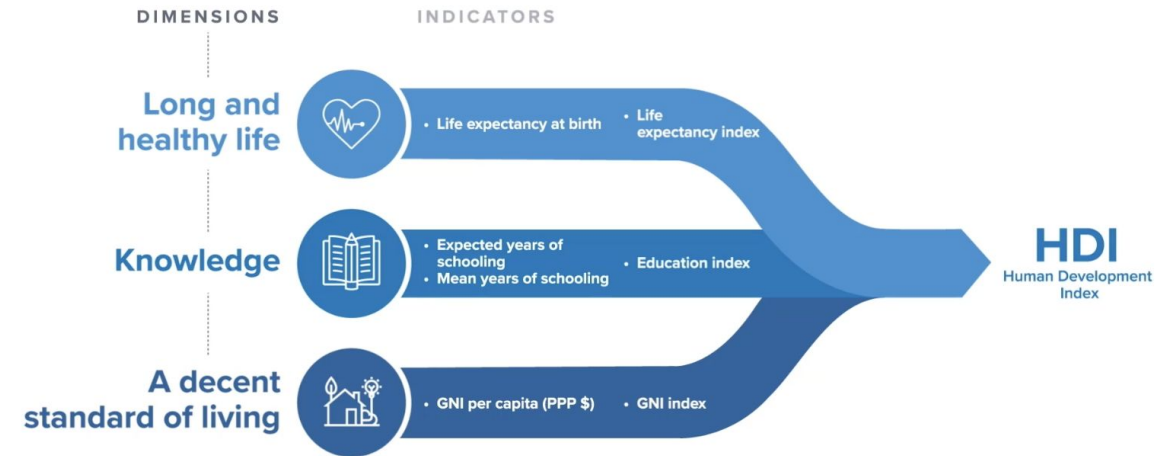 DIMENSIONS
INDICATORS
Long and
healthy life
• Life expectancy at birth
• Life
expectancy index
Knowledge
• Expected years of
schooling
• Mean years of schooling
• Education index
A decent
standard of living
• GNI per capita (PPP $)
• GNI index
HDI
Human Development
Index